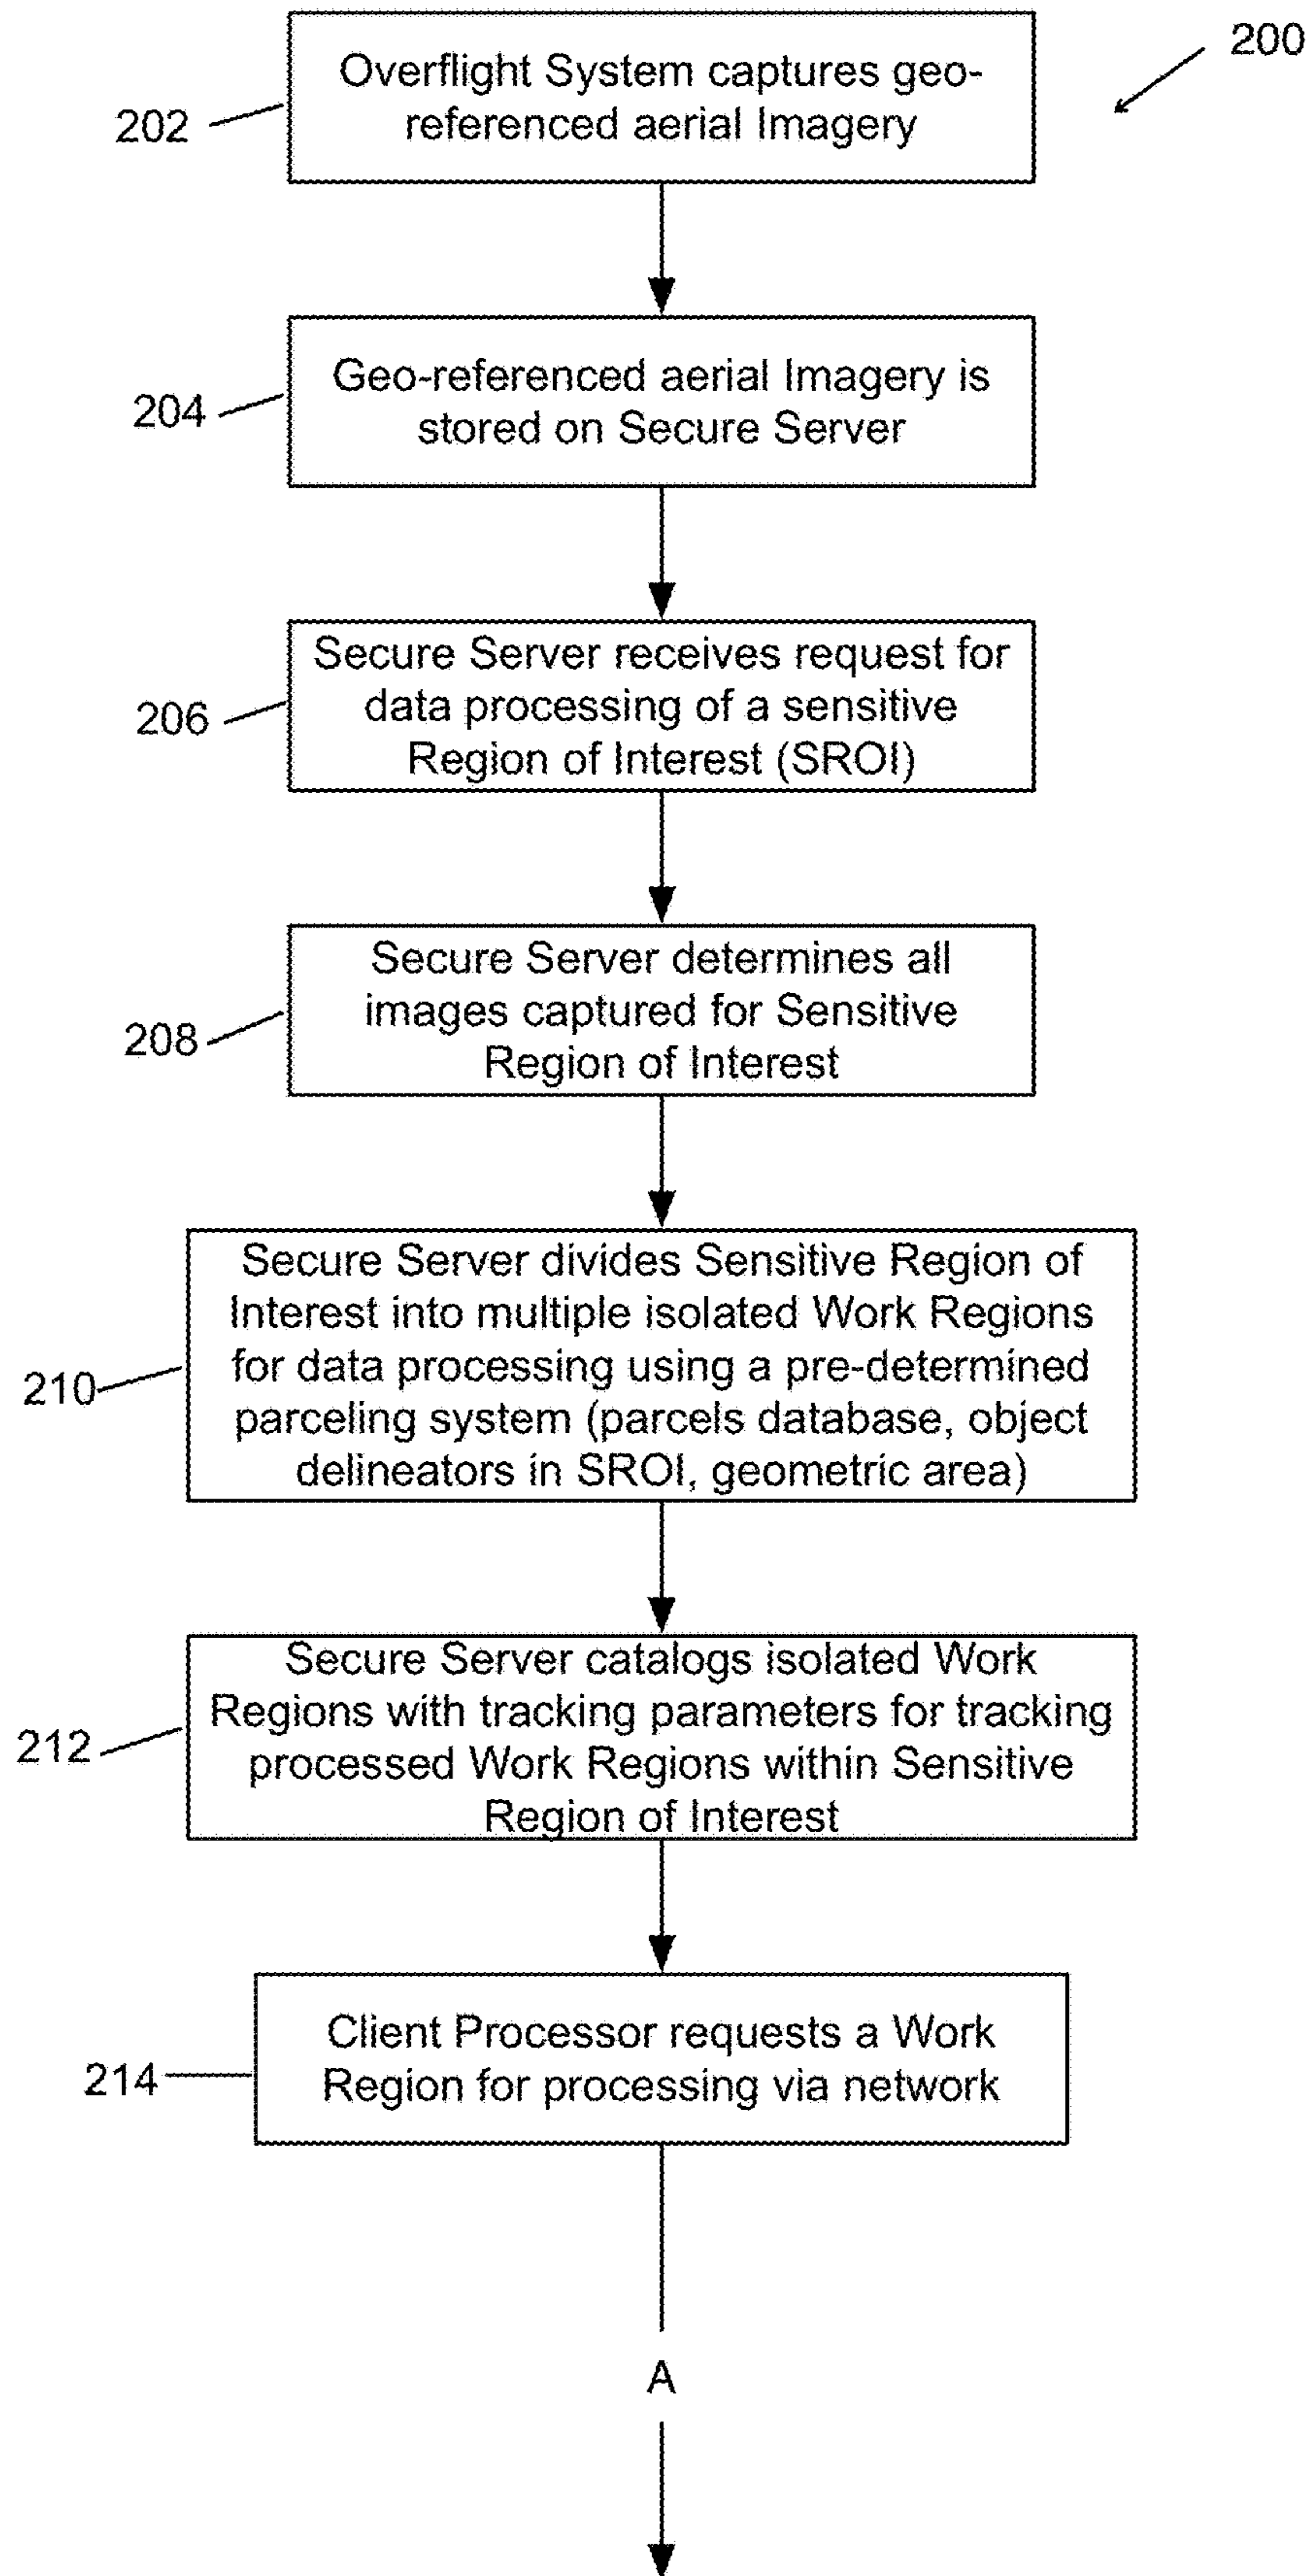 200
Overflight System captures geo-
referenced aerial Imagery
202
Geo-referenced aerial Imagery is
stored on Secure Server
204
Secure Server receives request for
data processing of a sensitive
Region of Interest (SROI)
206
Secure Server determines all
images captured for Sensitive
Region of Interest
208
Secure Server divides Sensitive Region of
Interest into multiple isolated Work Regions
for data processing using a pre-determined
parceling system (parcels database, object
delineators in SROI, geometric area)
210
Secure Server catalogs isolated Work
Regions with tracking parameters for tracking
processed Work Regions within Sensitive
Region of Interest
212
Client Processor requests a Work
Region for processing via network
214
A